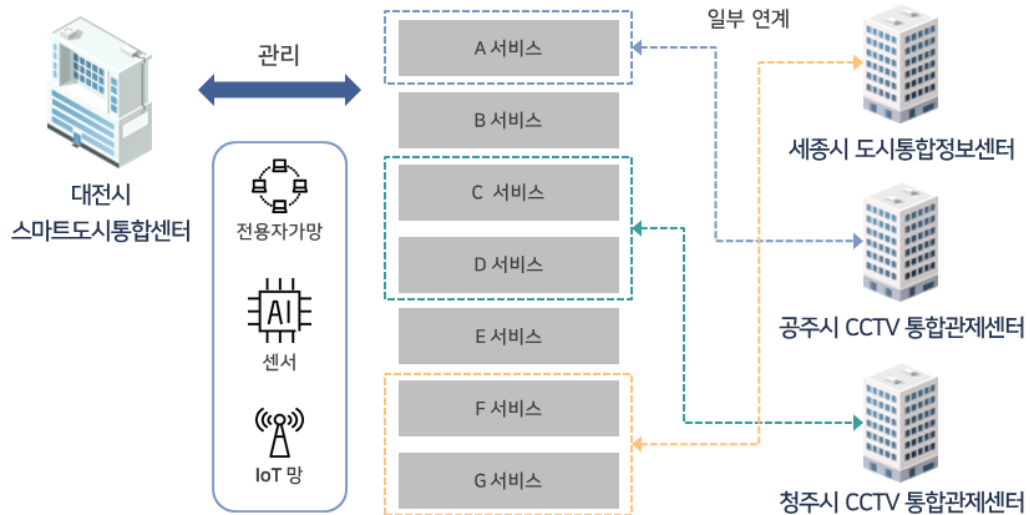 관리
대전시
스마트도시통합센터
전용자가망
AI
센서
IoT 망
A 서비스
B 서비스
C 서비스
D 서비스
E 서비스
F 서비스
G 서비스
일부 연계
세종시 도시통합정보센터
공주시 CCTV 통합관제센터
청주시 CCTV 통합관제센터